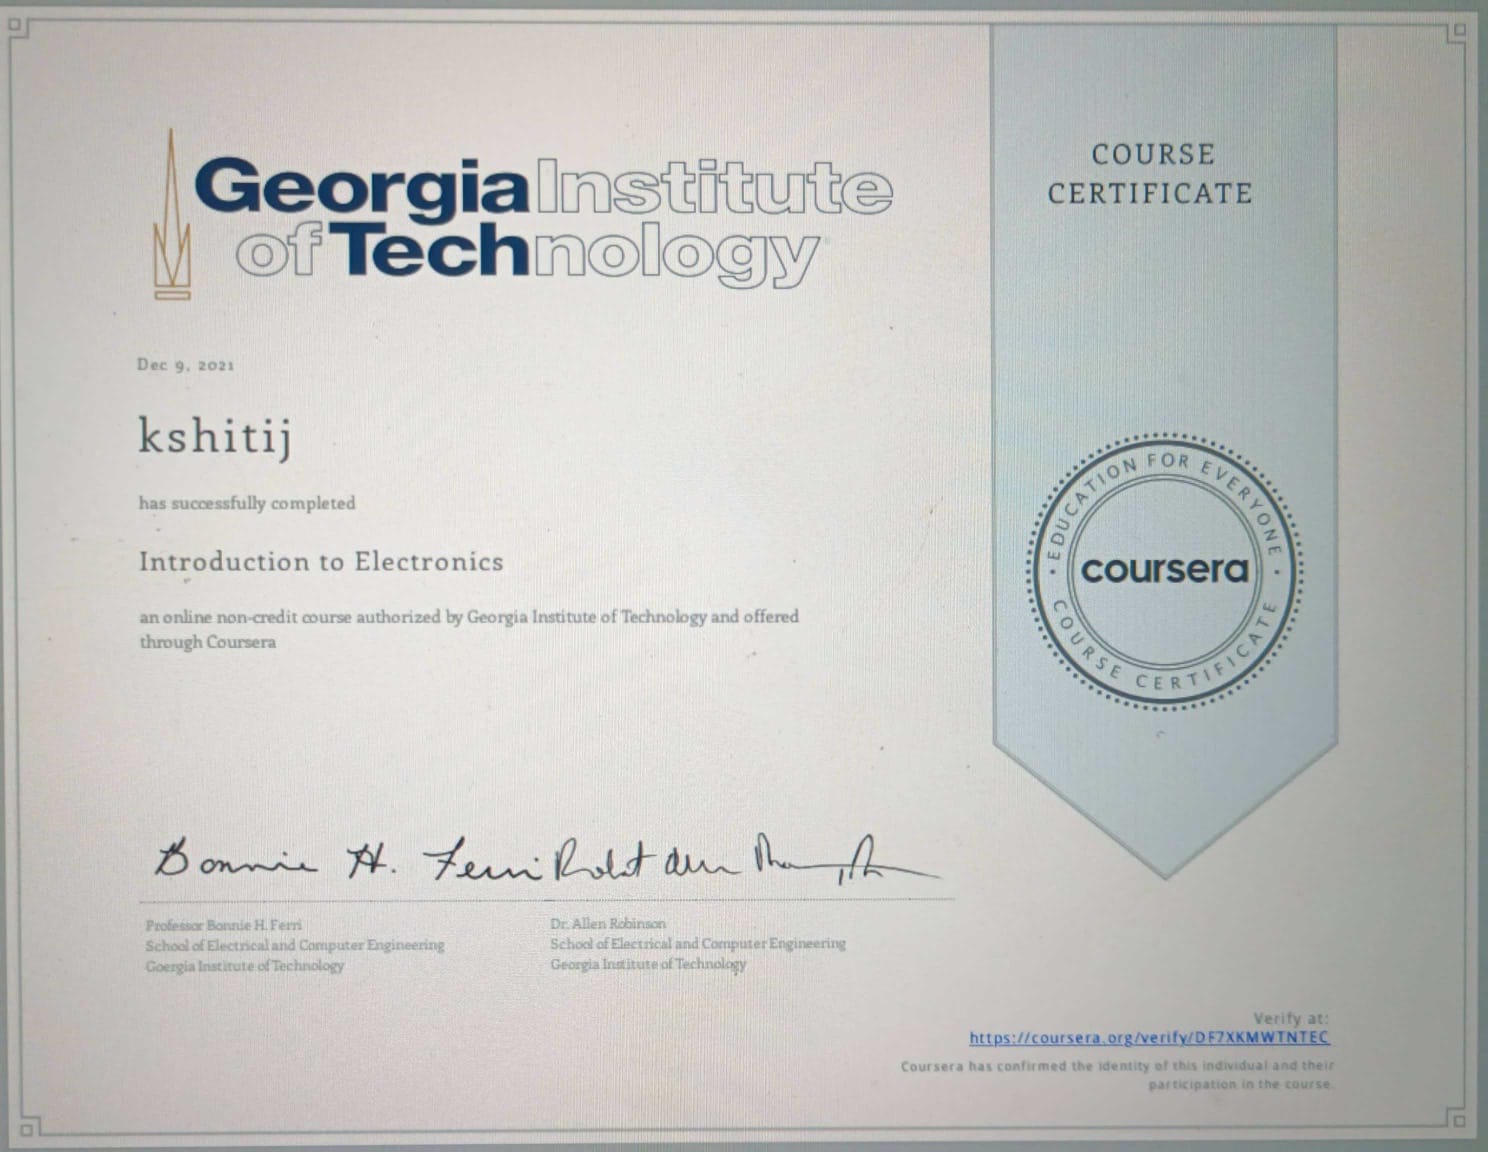 Georgia Institute
of Technology
COURSE
CERTIFICATE
Dec 9, 2021
kshitij
has successfully completed
Introduction to Electronics
an online non-credit course authorized by Georgia Institute of Technology and offered
through Coursera
EDUCATION FOR EVERYONE
coursera
COURSE CERTIFICATE
Bonnie H. Ferri
Professor Bonnie H. Ferri
School of Electrical and Computer Engineering
Goergia Institute of Technology
Dr. Allen Robinson
School of Electrical and Computer Engineering
Georgia Institute of Technology
Verify at:
https://coursera.org/verify/DF7XKMWTNTEC
Coursera has confirmed the identity of this individual and their
participation in the course.